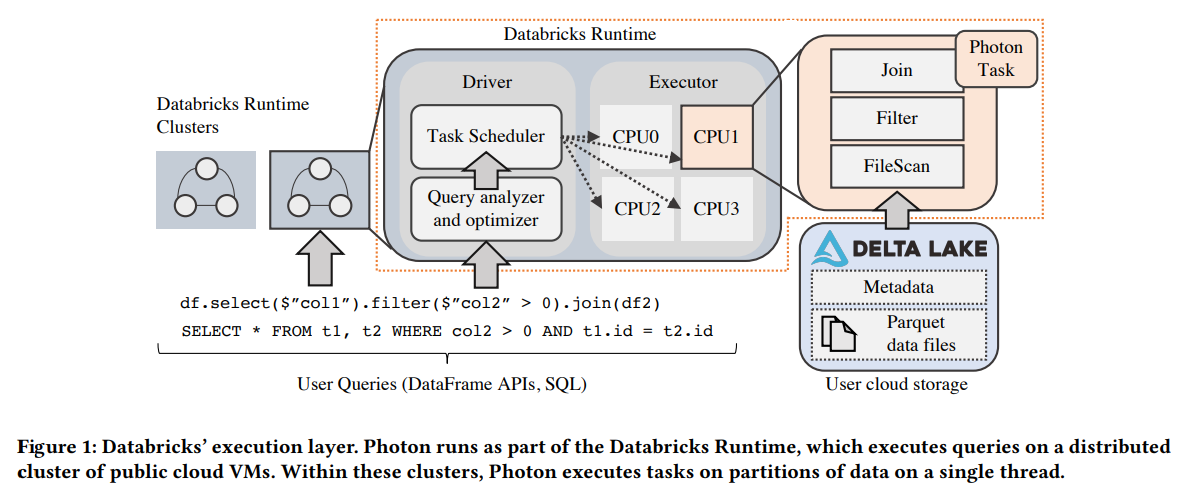 Databricks Runtime
Databricks Runtime
Clusters
Driver
Task Scheduler
Query analyzer
and optimizer
Executor
CPU0
CPU1
CPU2
CPU3
Photon
Task
Join
Filter
FileScan
DELTA LAKE
Metadata
Parquet
data files
User cloud storage
df.select($"col1").filter($"col2" > 0).join(df2)
SELECT * FROM t1, t2 WHERE col2 > 0 AND t1.id = t2.id
User Queries (DataFrame APIs, SQL)
Figure 1: Databricks' execution layer. Photon runs as part of the Databricks Runtime, which executes queries on a distributed
cluster of public cloud VMs. Within these clusters, Photon executes tasks on partitions of data on a single thread.